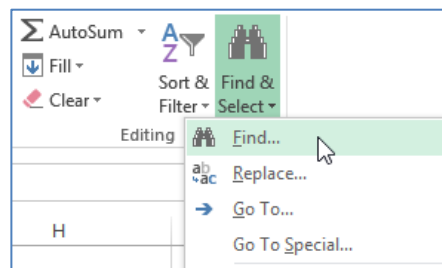 AutoSum
Fill
Clear
Sort &
Filter
Find &
Select
Editing
Find...
Replace...
Go To...
Go To Special...
H